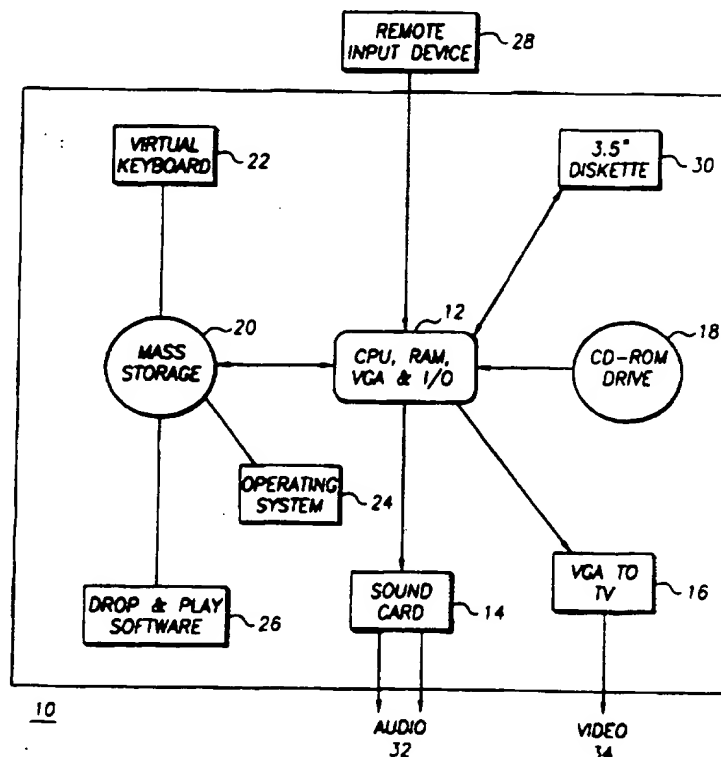 REMOTE
INPUT DEVICE
28
VIRTUAL
KEYBOARD
22
3.5"
DISKETTE
30
12
20
18
MASS
STORAGE
CPU, RAM,
VGA & I/O
CD-ROM
DRIVE
OPERATING
SYSTEM
24
DROP & PLAY
SOFTWARE
26
SOUND
CARD
14
VGA TO
TV
16
10
AUDIO
32
VIDEO
34